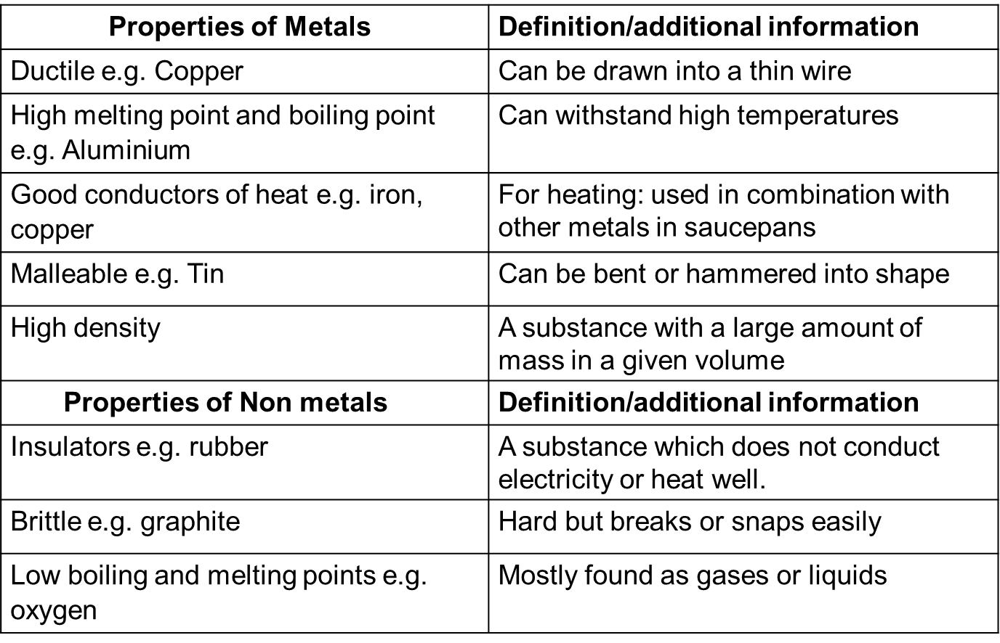 Properties of Metals
Definition/additional information
Ductile e.g. Copper
Can be drawn into a thin wire
High melting point and boiling point
e.g. Aluminium
Can withstand high temperatures
Good conductors of heat e.g. iron,
copper
For heating: used in combination with
other metals in saucepans
Malleable e.g. Tin
Can be bent or hammered into shape
High density
A substance with a large amount of
mass in a given volume
Properties of Non metals
Definition/additional information
Insulators e.g. rubber
A substance which does not conduct
electricity or heat well.
Brittle e.g. graphite
Hard but breaks or snaps easily
Low boiling and melting points e.g.
oxygen
Mostly found as gases or liquids